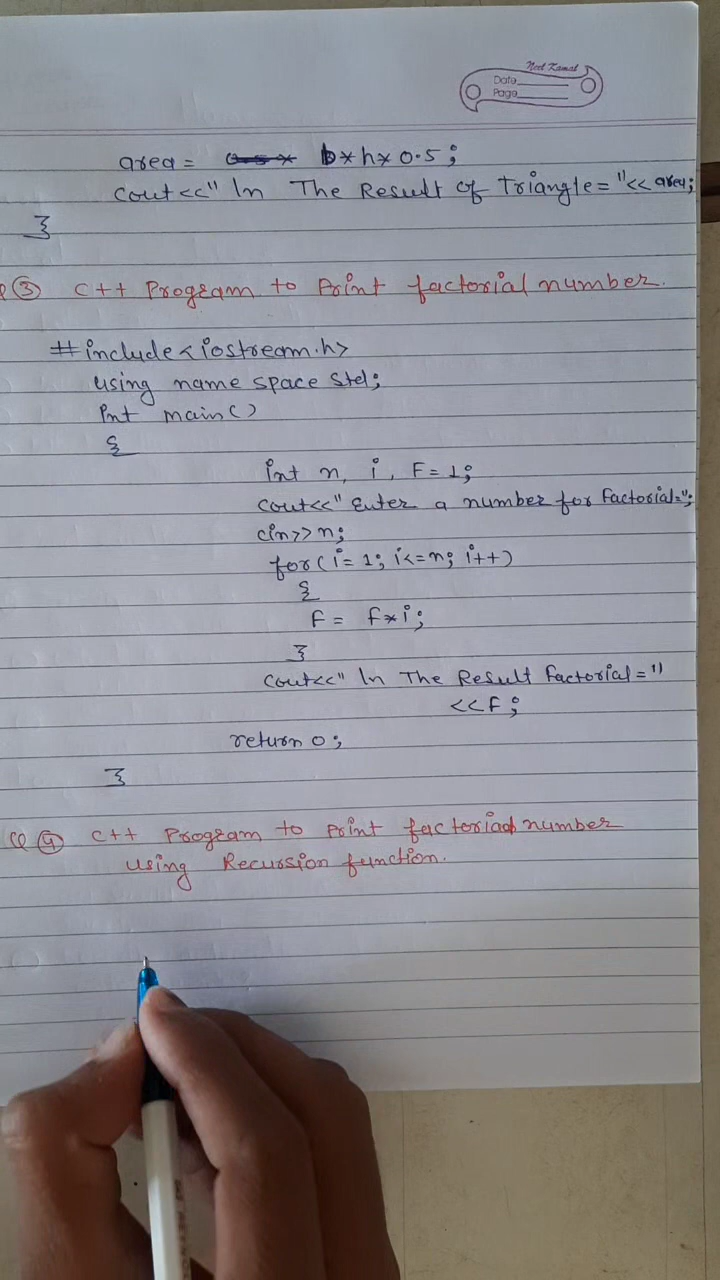 Neel Kamal
Date
Page
area = b*h*0.5;
cout<<"\n The Result of Triangle="<<area;
}
Q ③ C++ Program to Print factorial number.
#include<iostream.h>
using name space std;
int main()
{
int n, i, F=1;
cout<<"Enter a number for factorial=";
cin>>n;
for(i=1; i<=n; i++)
{
F = f*i;
}
cout<<"\n The Result factorial="
<<F;
return 0;
}
Q ④ C++ Program to print factorial number
using Recursion function.